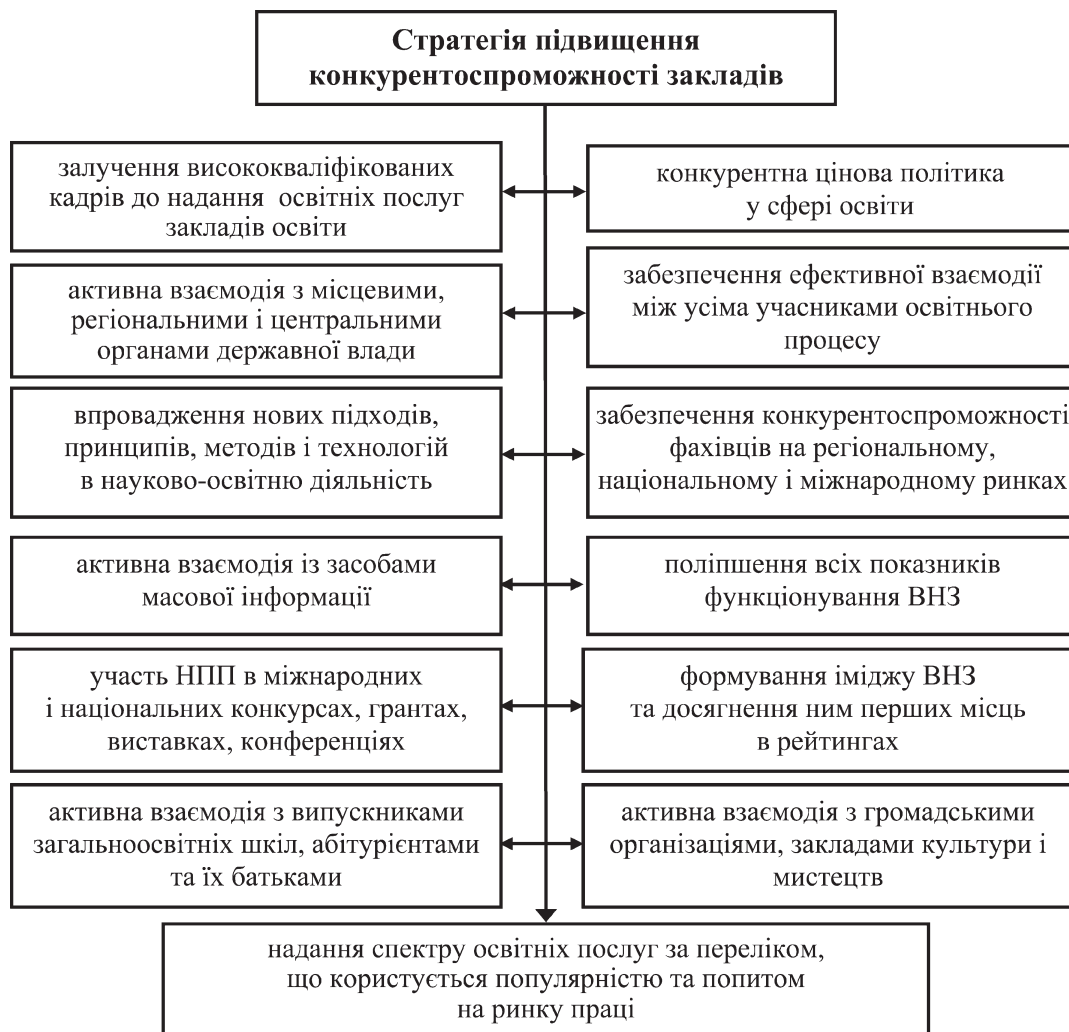 Стратегія підвищення
конкурентоспроможності закладів
залучення висококваліфікованих
кадрів до надання освітніх послуг
закладів освіти
конкурентна цінова політика
у сфері освіти
активна взаємодія з місцевими,
регіональними і центральними
органами державної влади
забезпечення ефективної взаємодії
між усіма учасниками освітнього
процесу
впровадження нових підходів,
принципів, методів і технологій
в науково-освітню діяльність
забезпечення конкурентоспроможності
фахівців на регіональному,
національному і міжнародному ринках
активна взаємодія із засобами
масової інформації
поліпшення всіх показників
функціонування ВНЗ
участь НПП в міжнародних
і національних конкурсах, грантах,
виставках, конференціях
формування іміджу ВНЗ
та досягнення ним перших місць
в рейтингах
активна взаємодія з випускниками
загальноосвітніх шкіл, абітурієнтами
та їх батьками
активна взаємодія з громадськими
організаціями, закладами культури і
мистецтв
надання спектру освітніх послуг за переліком,
що користується популярністю та попитом
на ринку праці